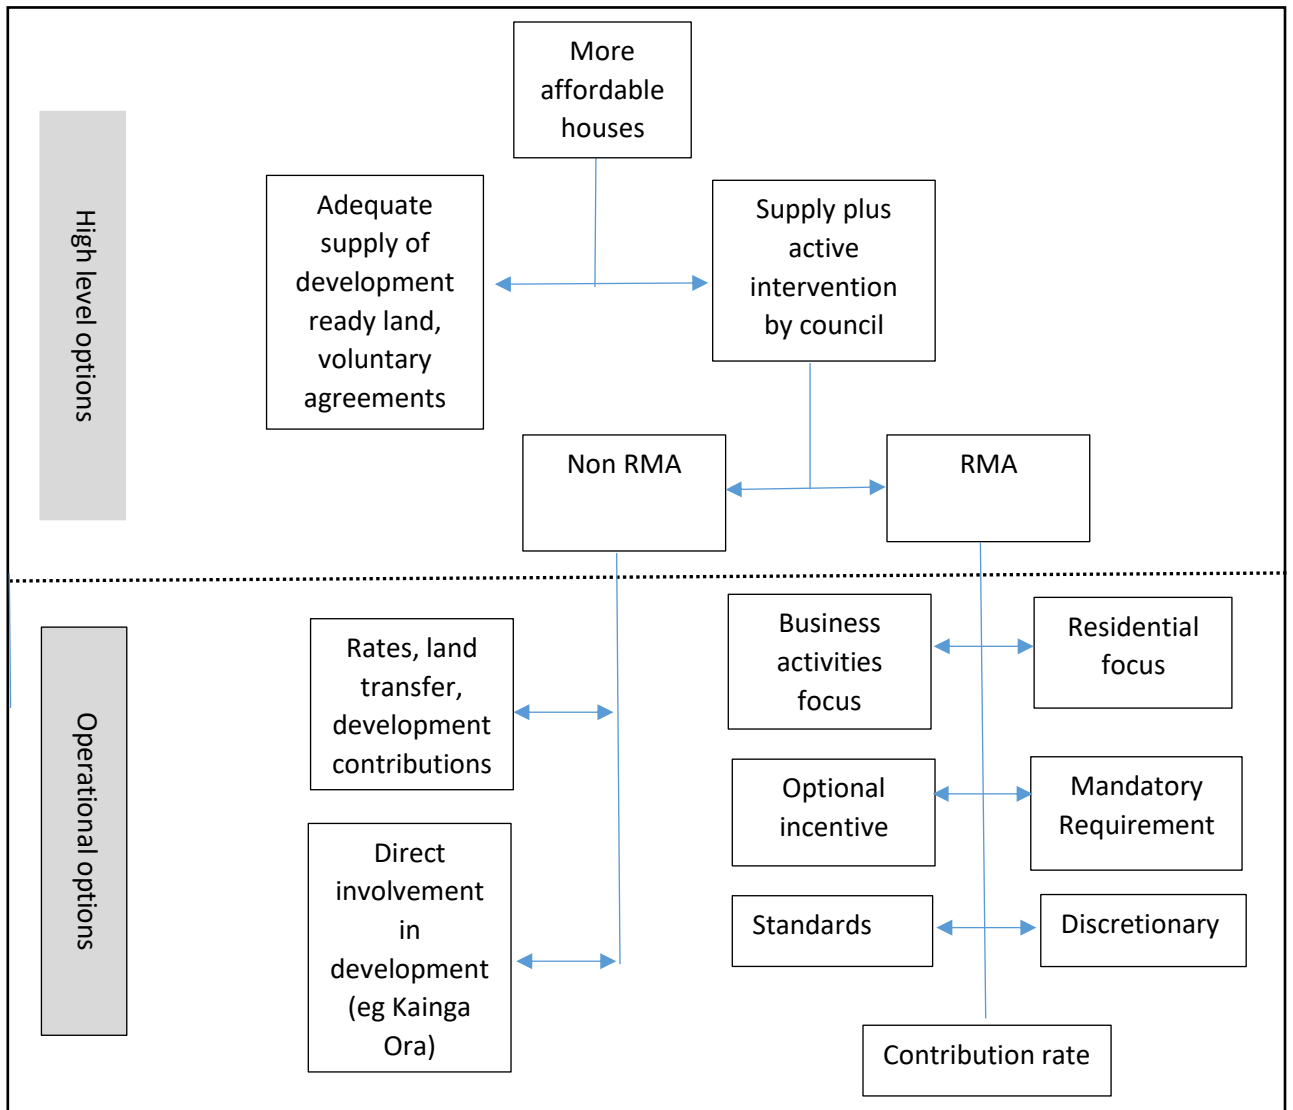 More
affordable
houses
High level options
Adequate
supply of
development
ready land,
voluntary
agreements
Supply plus
active
intervention
by council
Non RMA
RMA
Operational options
Rates, land
transfer,
development
contributions
Direct
involvement
in
development
(eg Kainga
Ora)
Business
activities
focus
Residential
focus
Optional
incentive
Mandatory
Requirement
Standards
Discretionary
Contribution rate